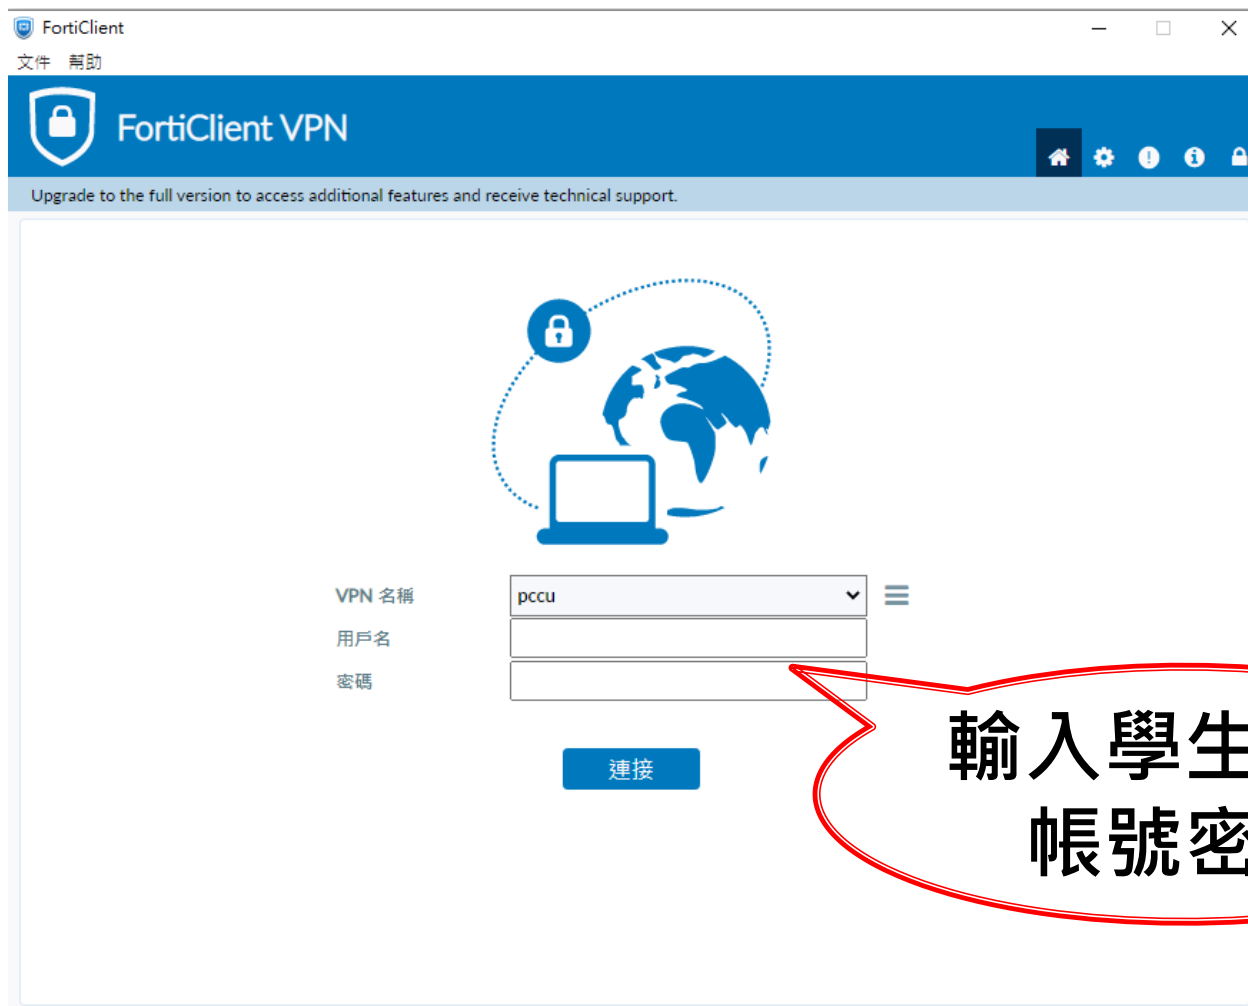 FortiClient
文件 幫助
FortiClient VPN
Upgrade to the full version to access additional features and receive technical support.
VPN 名稱 pccu
用戶名
密碼
連接
輸入學生
帳號密